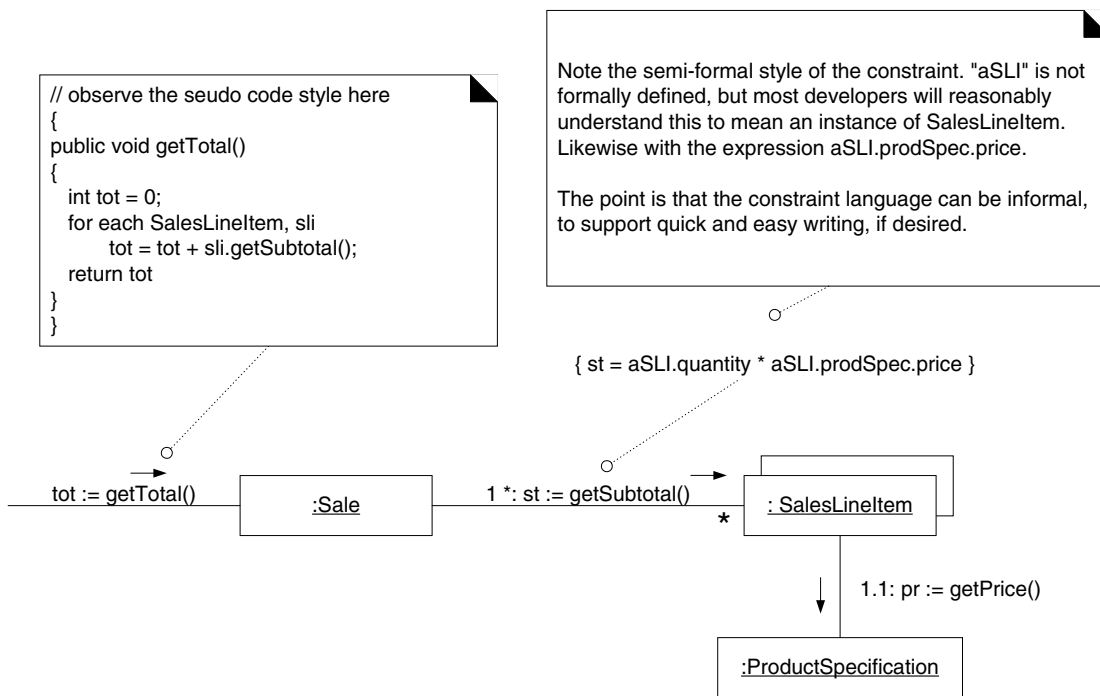 // observe the seudo code style here
{
public void getTotal()
{
int tot = 0;
for each SalesLineItem, sli
tot = tot + sli.getSubtotal();
return tot
}
}
Note the semi-formal style of the constraint. "aSLI" is not
formally defined, but most developers will reasonably
understand this to mean an instance of SalesLineItem.
Likewise with the expression aSLI.prodSpec.price.
The point is that the constraint language can be informal,
to support quick and easy writing, if desired.
{ st = aSLI.quantity * aSLI.prodSpec.price }
tot := getTotal()
:Sale
1 *: st := getSubtotal()
*
: SalesLineItem
1.1: pr := getPrice()
:ProductSpecification